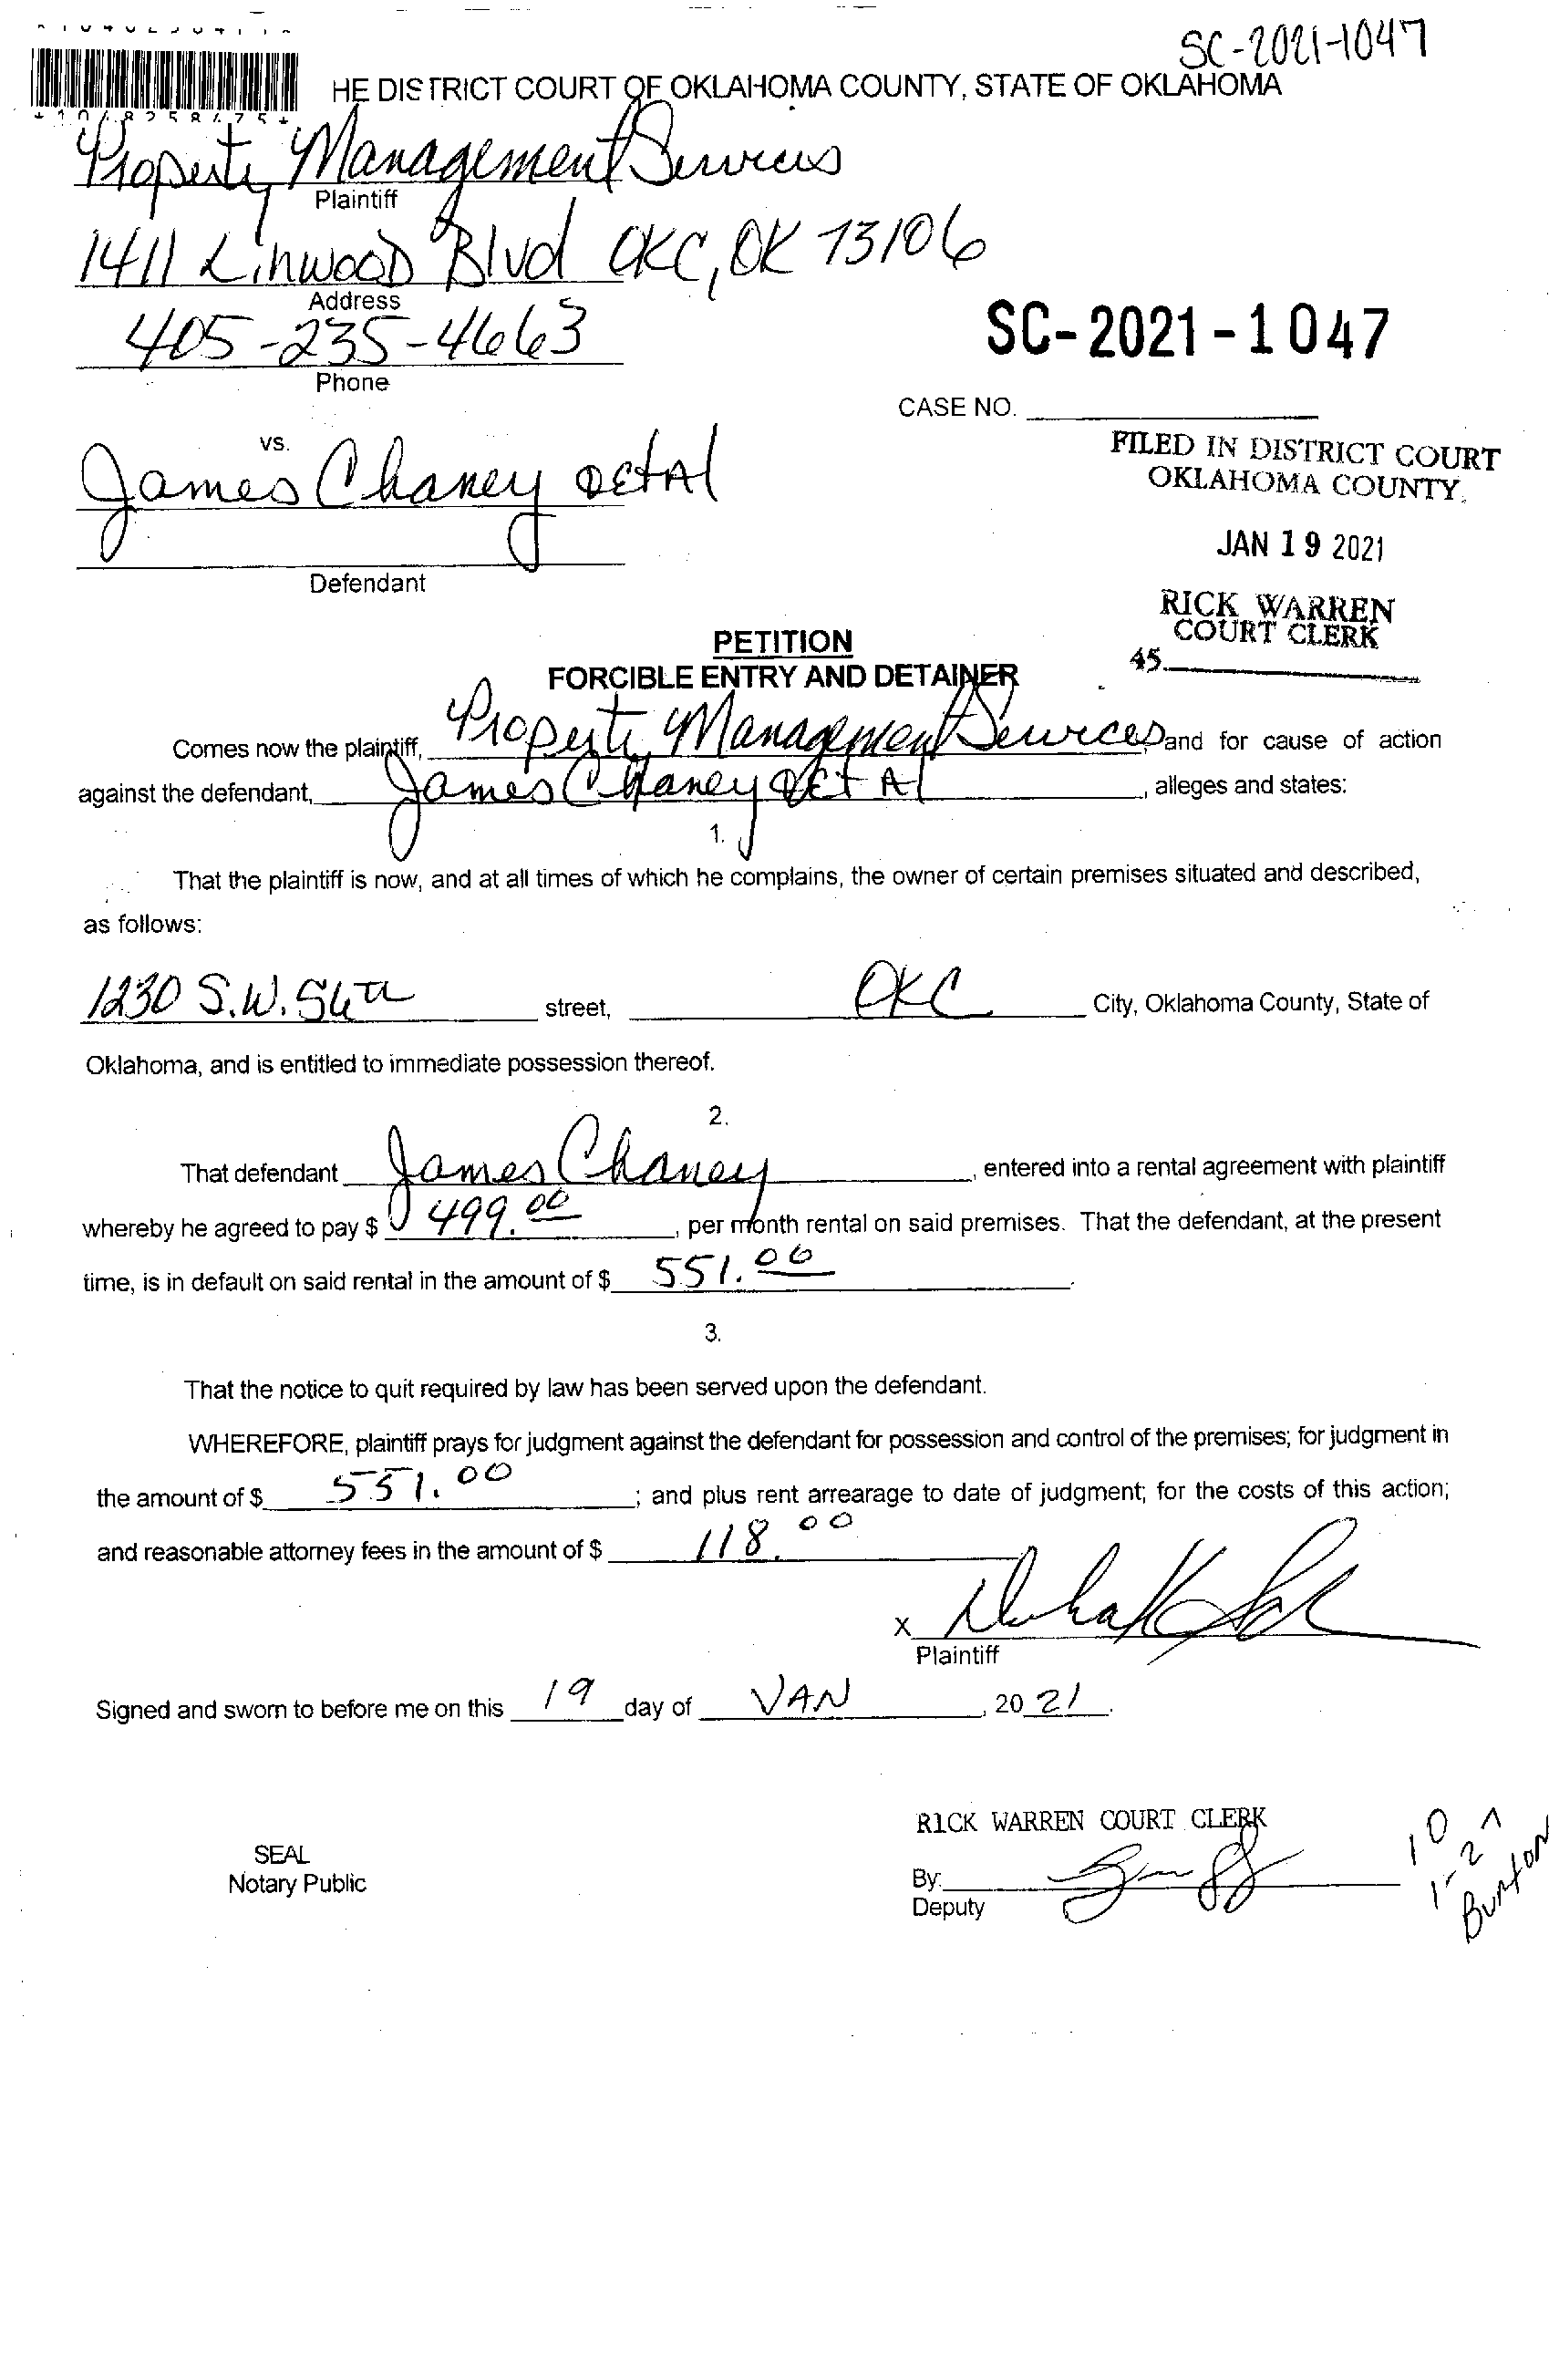 SC-2021-1047
HE DISTRICT COURT OF OKLAHOMA COUNTY, STATE OF OKLAHOMA
*1048258475*
Property Management Services
Plaintiff
1411 Linwood Blvd OKC, OK 73106
Address
405-235-4663
Phone
SC-2021-1047
CASE NO.
vs.
FILED IN DISTRICT COURT
OKLAHOMA COUNTY
James Chaney et Al
JAN 19 2021
Defendant
RICK WARREN
COURT CLERK
45
PETITION
FORCIBLE ENTRY AND DETAINER
Comes now the plaintiff, Property Management Services, and for cause of action
against the defendant, James Chaney et Al, alleges and states:
1.
That the plaintiff is now, and at all times of which he complains, the owner of certain premises situated and described,
as follows:
1230 S.W. street, OKC City, Oklahoma County, State of
Oklahoma, and is entitled to immediate possession thereof.
2.
That defendant James Chaney, entered into a rental agreement with plaintiff
whereby he agreed to pay $ 499.00, per month rental on said premises. That the defendant, at the present
time, is in default on said rental in the amount of $ 551.00.
3.
That the notice to quit required by law has been served upon the defendant.
WHEREFORE, plaintiff prays for judgment against the defendant for possession and control of the premises; for judgment in
the amount of $ 551.00; and plus rent arrearage to date of judgment; for the costs of this action;
and reasonable attorney fees in the amount of $ 118.00
x
Plaintiff
Signed and sworn to before me on this 19 day of JAN, 20 21.
RICK WARREN COURT CLERK
SEAL
Notary Public
By:
Deputy
10
1-27
Burton